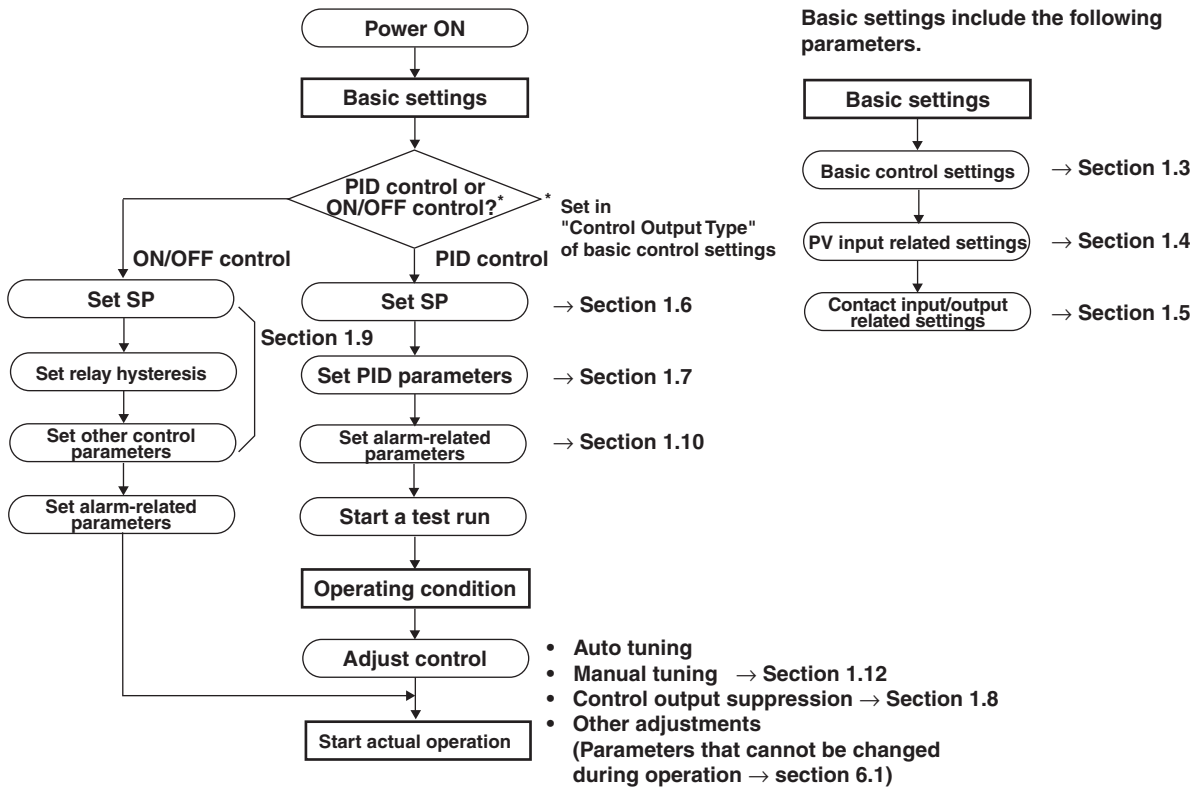 Power ON
Basic settings
PID control or
ON/OFF control?*
* Set in
"Control Output Type"
of basic control settings
ON/OFF control
PID control
Set SP
Set relay hysteresis
Set other control
parameters
Section 1.9
Set alarm-related
parameters
Set SP
→ Section 1.6
Set PID parameters
→ Section 1.7
Set alarm-related
parameters
→ Section 1.10
Start a test run
Operating condition
Adjust control
• Auto tuning
• Manual tuning → Section 1.12
• Control output suppression → Section 1.8
• Other adjustments
(Parameters that cannot be changed
during operation → section 6.1)
Start actual operation
Basic settings include the following
parameters.
Basic settings
Basic control settings
→ Section 1.3
PV input related settings
→ Section 1.4
Contact input/output
related settings
→ Section 1.5